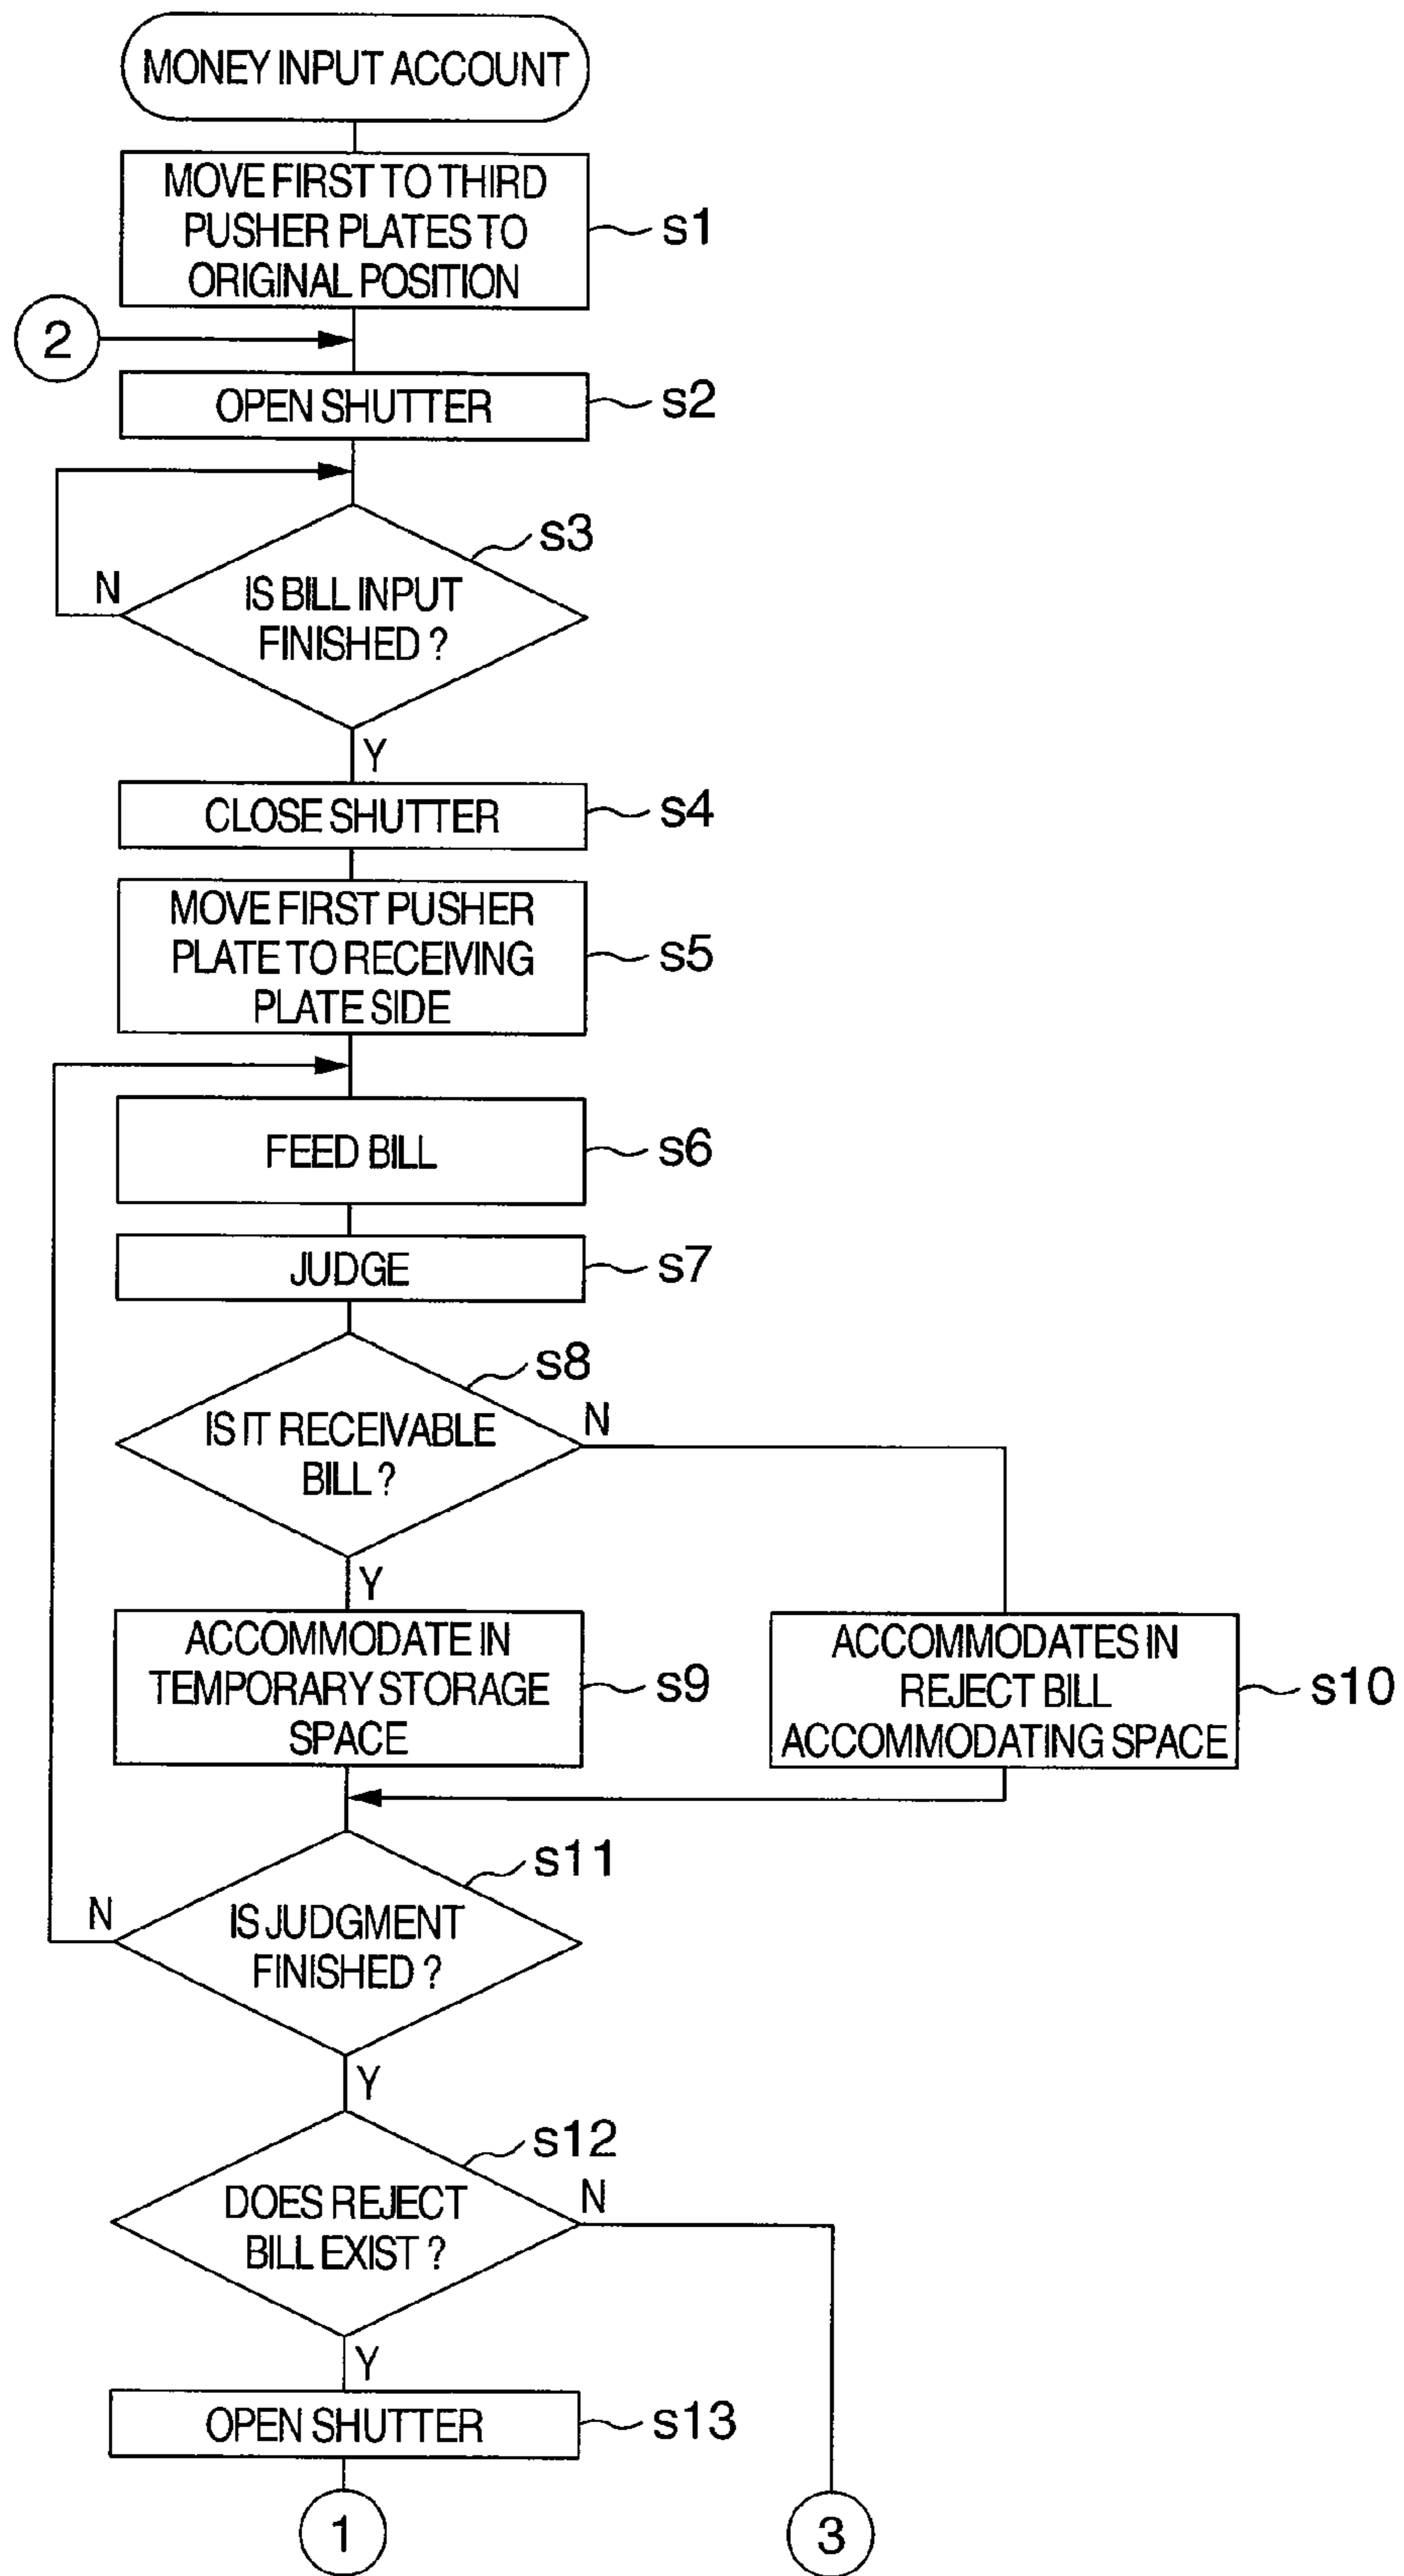 MONEY INPUT ACCOUNT
MOVE FIRST TO THIRD
PUSHER PLATES TO
ORIGINAL POSITION
s1
2
OPEN SHUTTER
s2
s3
N
IS BILL INPUT
FINISHED ?
Y
CLOSE SHUTTER
s4
MOVE FIRST PUSHER
PLATE TO RECEIVING
PLATE SIDE
s5
FEED BILL
s6
JUDGE
s7
s8
IS IT RECEIVABLE
BILL ?
N
Y
ACCOMMODATE IN
TEMPORARY STORAGE
SPACE
s9
ACCOMMODATES IN
REJECT BILL
ACCOMMODATING SPACE
s10
s11
N
IS JUDGMENT
FINISHED ?
Y
s12
DOES REJECT
BILL EXIST ?
N
Y
OPEN SHUTTER
s13
1
3